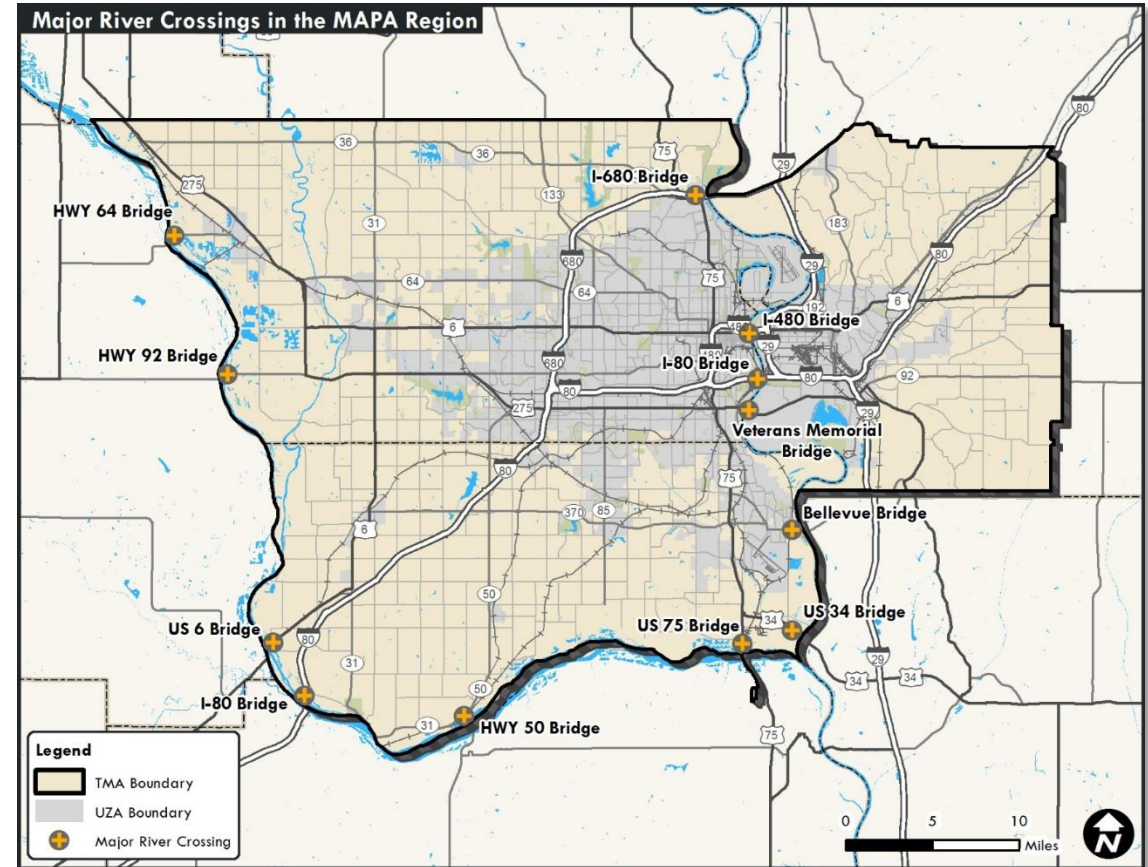 Major River Crossings in the MAPA Region
80
36
36
75
29
I-680 Bridge
275
133
HWY 64 Bridge
31
183
80
680
29
64
64
75
6
192
6
480
I-480 Bridge
HWY 92 Bridge
680
480
29
I-80 Bridge
80
80
92
275
29
Veterans Memorial
Bridge
80
75
Bellevue Bridge
6
370
85
50
US 34 Bridge
US 6 Bridge
80
US 75 Bridge
34
31
29
34
34
I-80 Bridge
50
31
HWY 50 Bridge
75
Legend
TMA Boundary
UZA Boundary
Major River Crossing
0
5
10
Miles
N